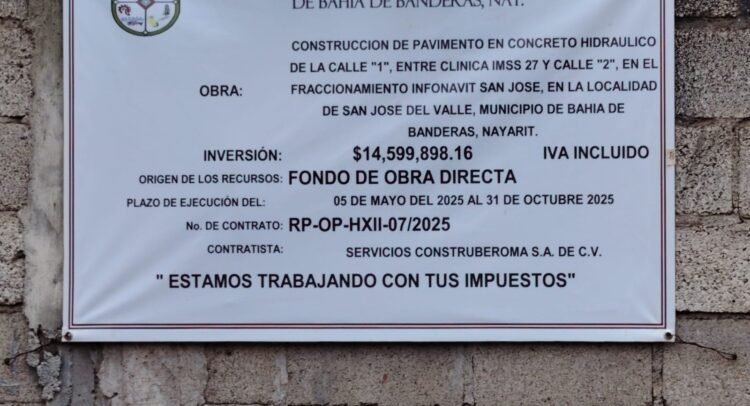 DE BAHIA DE BANDERAS, NAY.
CONSTRUCCION DE PAVIMENTO EN CONCRETO HIDRAULICO
DE LA CALLE "1", ENTRE CLINICA IMSS 27 Y CALLE "2", EN EL
OBRA: FRACCIONAMIENTO INFONAVIT SAN JOSE, EN LA LOCALIDAD
DE SAN JOSE DEL VALLE, MUNICIPIO DE BAHIA DE
BANDERAS, NAYARIT.
INVERSIÓN: $14,599,898.16 IVA INCLUIDO
ORIGEN DE LOS RECURSOS: FONDO DE OBRA DIRECTA
PLAZO DE EJECUCIÓN DEL: 05 DE MAYO DEL 2025 AL 31 DE OCTUBRE 2025
No. DE CONTRATO: RP-OP-HXII-07/2025
CONTRATISTA: SERVICIOS CONSTRUBEROMA S.A. DE C.V.
" ESTAMOS TRABAJANDO CON TUS IMPUESTOS"